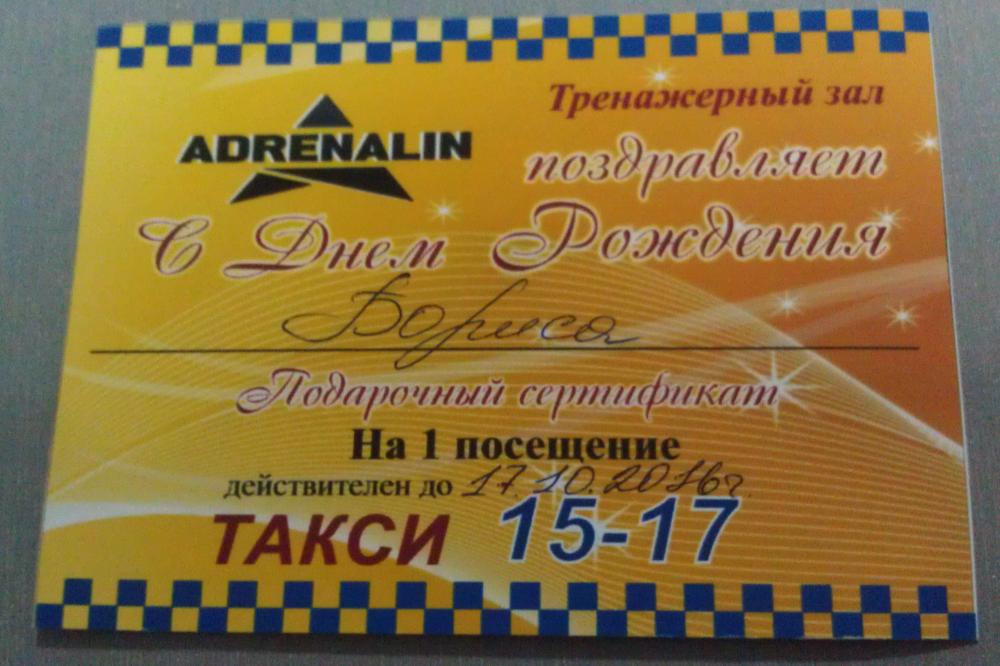 Тренажерный зал
ADRENALIN
поздравляет
С Днем Рождения
Бориса
Подарочный сертификат
На 1 посещение
действителен до 17.10.2016г.
ТАКСИ 15-17